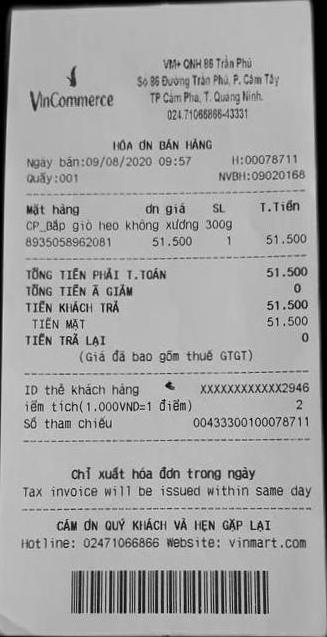 VinCommerce
VM+ QNH 86 Trần Phú
Số 86 Đường Trần Phú, P. Cẩm Tây
TP Cẩm Phả, T. Quảng Ninh.
024.71066866-43331
HÓA ƠN BÁN HÀNG
Ngày bán:09/08/2020 09:57 H:00078711
Quầy:001 NVBH:09020168
Mặt hàng ơn giá SL T.Tiền
CP_Bắp giò heo không xương 300g
8935058962081 51.500 1 51.500
TỔNG TIỀN PHẢI T.TOÁN 51.500
TỔNG TIỀN Ã GIẢM 0
TIỀN KHÁCH TRẢ 51.500
TIỀN MẶT 51.500
TIỀN TRẢ LẠI 0
(Giá đã bao gồm thuế GTGT)
ID thẻ khách hàng XXXXXXXXXXXX2946
iểm tích(1.000VND=1 điểm) 2
Số tham chiếu 00433300100078711
Chỉ xuất hóa đơn trong ngày
Tax invoice will be issued within same day
CẢM ƠN QUÝ KHÁCH VÀ HẸN GẶP LẠI
Hotline: 02471066866 Website: vinmart.com